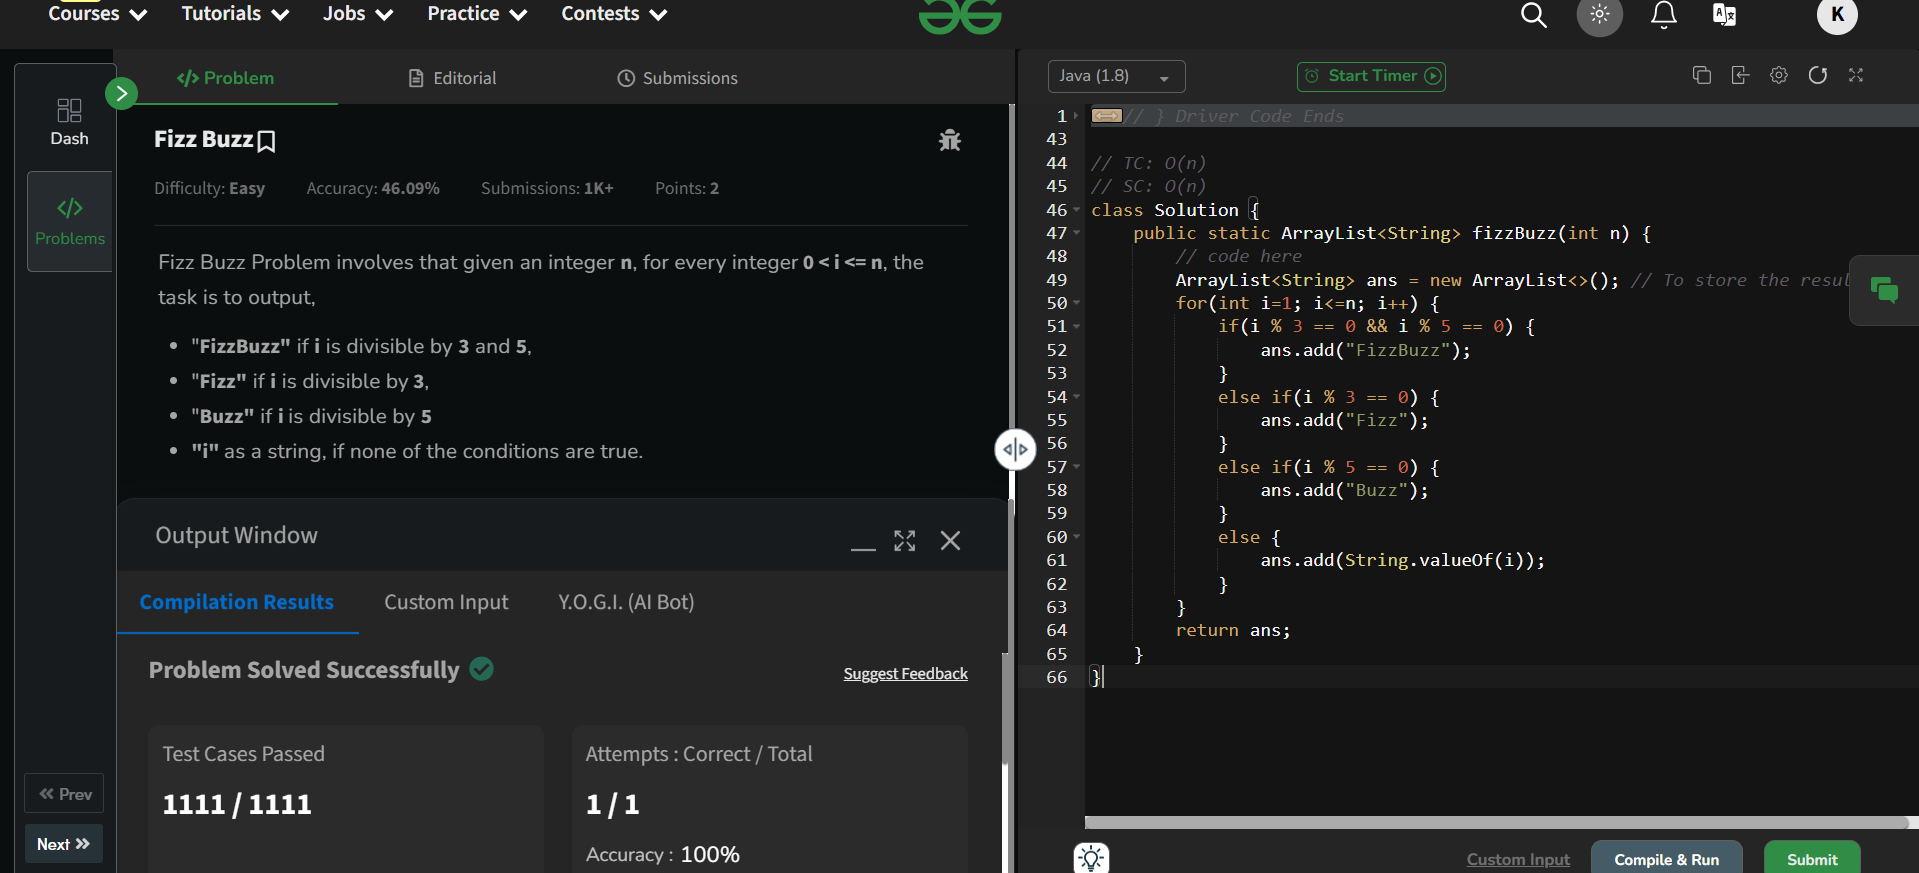 Courses Tutorials Jobs Practice Contests K
Dash
Problems
« Prev
Next »
Problem Editorial Submissions
Fizz Buzz
Difficulty: Easy Accuracy: 46.09% Submissions: 1K+ Points: 2
Fizz Buzz Problem involves that given an integer n, for every integer 0 < i <= n, the
task is to output,
• "FizzBuzz" if i is divisible by 3 and 5,
• "Fizz" if i is divisible by 3,
• "Buzz" if i is divisible by 5
• "i" as a string, if none of the conditions are true.
Output Window
Compilation Results Custom Input Y.O.G.I. (AI Bot)
Problem Solved Successfully
Suggest Feedback
Test Cases Passed
1111 / 1111
Attempts : Correct / Total
1 / 1
Accuracy : 100%
Java (1.8) Start Timer
1 // } Driver Code Ends
43
44 // TC: O(n)
45 // SC: O(n)
46 class Solution {
47 public static ArrayList<String> fizzBuzz(int n) {
48 // code here
49 ArrayList<String> ans = new ArrayList<>(); // To store the resul
50 for(int i=1; i<=n; i++) {
51 if(i % 3 == 0 && i % 5 == 0) {
52 ans.add("FizzBuzz");
53 }
54 else if(i % 3 == 0) {
55 ans.add("Fizz");
56 }
57 else if(i % 5 == 0) {
58 ans.add("Buzz");
59 }
60 else {
61 ans.add(String.valueOf(i));
62 }
63 }
64 return ans;
65 }
66 }
Custom Input Compile & Run Submit